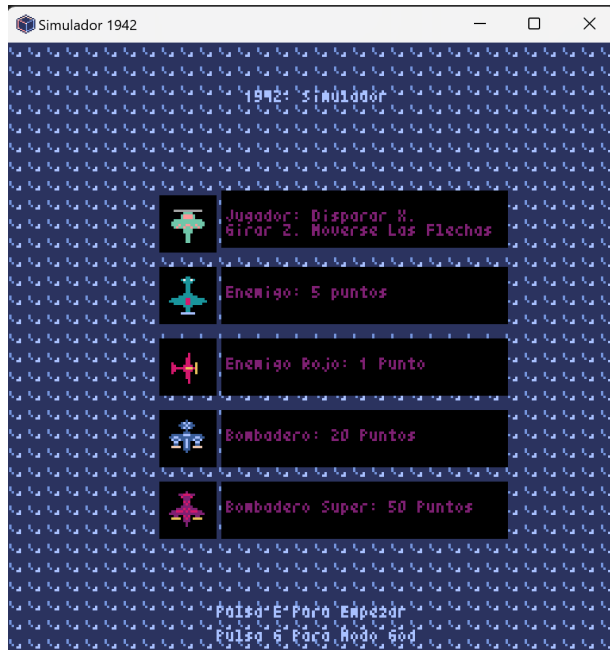 Simulador 1942
1942: Simulador
Jugador: Disparar X.
Girar Z. Moverse Las Flechas
Enemigo: 5 puntos
Enemigo Rojo: 1 Punto
Bombadero: 20 Puntos
Bombadero Super: 50 Puntos
Pulsa E Para Empezar
Pulsa G Para Modo God